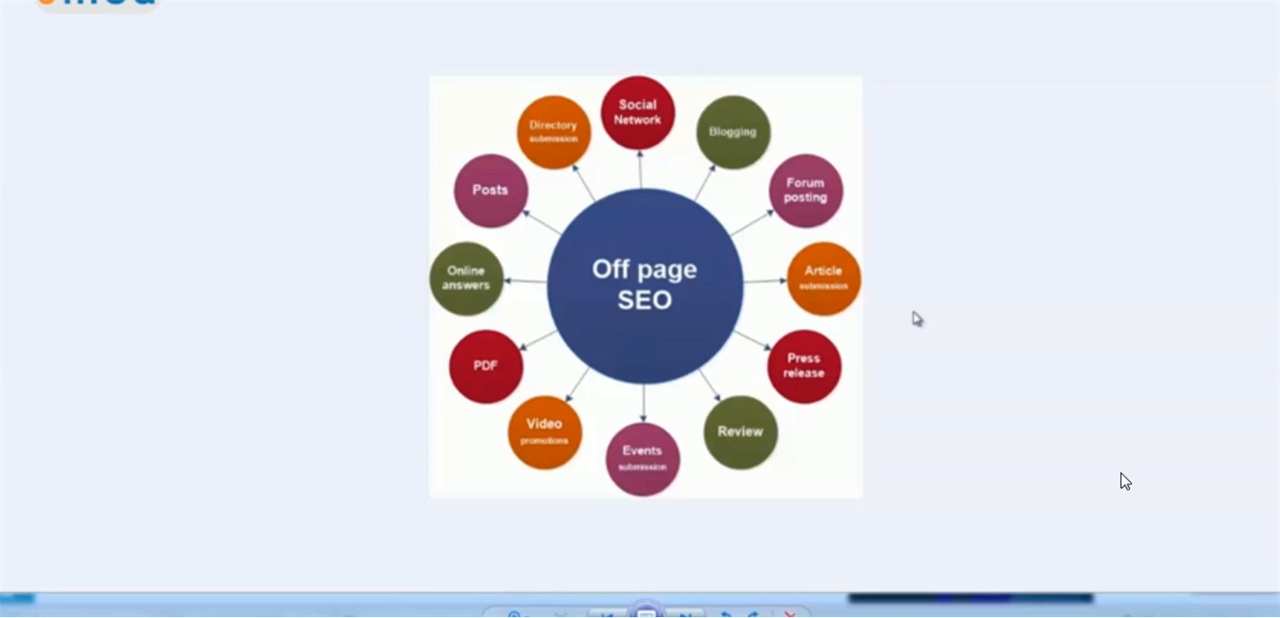 Social
Network
Directory
submission
Blogging
Posts
Forum
posting
Off page
SEO
Online
answers
Article
submission
PDF
Press
release
Video
promotions
Review
Events
submission